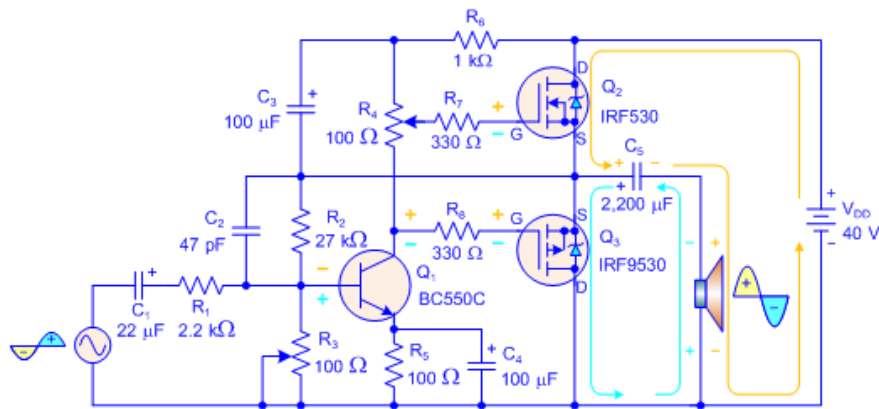 R₈
1 kΩ
D
Q₂
IRF530
C₃
+
100 µF
R₄
100 Ω
R₇
330 Ω
+
−
G
S
C₅
+ −
+
2,200 µF
+
V_DD
40 V
−
C₂
47 pF
R₂
27 kΩ
+
−
R₆
330 Ω
+
−
G
S
Q₃
IRF9530
D
− +
+ −
+
−
C₁
+
22 µF
R₁
2.2 kΩ
−
+
Q₁
BC550C
− +
R₃
100 Ω
R₅
100 Ω
C₄
+
100 µF